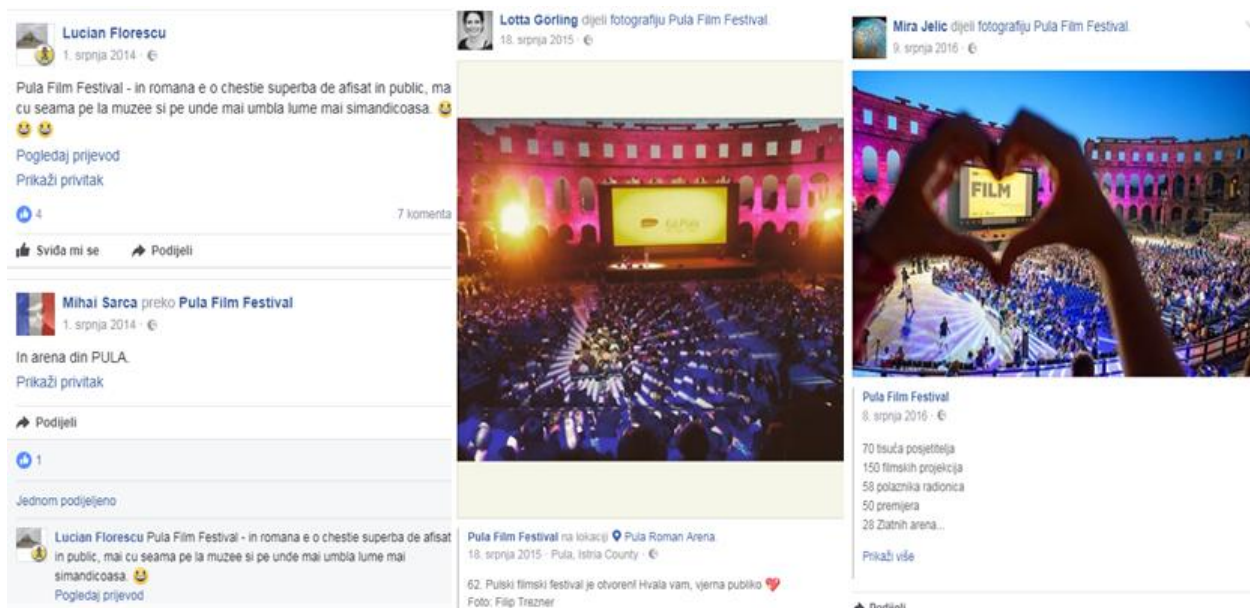 Lucian Florescu
1. srpnja 2014 ·
Pula Film Festival - in romana e o chestie superba de afisat in public, ma
cu seama pe la muzee si pe unde mai umbla lume mai simandicoasa. 😃
😃 😃
Pogledaj prijevod
Prikaži privitak
4
7 komenta
Sviđa mi se Podijeli
Mihai Sarca preko Pula Film Festival
1. srpnja 2014 ·
In arena din PULA.
Prikaži privitak
Podijeli
1
Jednom podijeljeno
Lucian Florescu Pula Film Festival - in romana e o chestie superba de afisat
in public, mai cu seama pe la muzee si pe unde mai umbla lume mai
simandicoasa. 😃
Pogledaj prijevod
Lotta Görling dijeli fotografiju Pula Film Festival.
18. srpnja 2015 ·
Pula Film Festival na lokaciji Pula Roman Arena.
18. srpnja 2015 · Pula, Istria County ·
62. Pulski filmski festival je otvoren! Hvala vam, vjerna publiko 💖
Foto: Filip Trezner
Mira Jelic dijeli fotografiju Pula Film Festival.
9. srpnja 2016 ·
FILM
Pula Film Festival
8. srpnja 2016 ·
70 tisuća posjetitelja
150 filmskih projekcija
58 polaznika radionica
50 premijera
28 Zlatnih arena...
Prikaži više
Podijeli